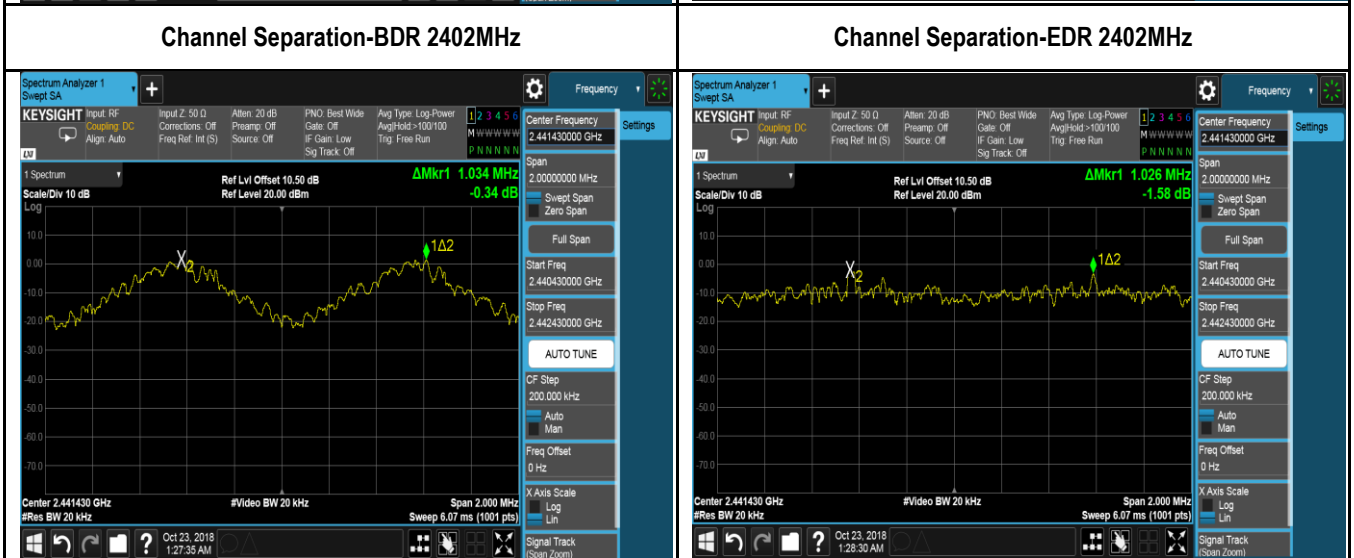 Channel Separation-BDR 2402MHz
Channel Separation-EDR 2402MHz
Spectrum Analyzer 1
Swept SA
+
Frequency
KEYSIGHT
Input: RF
Coupling: DC
Align: Auto
Input Z: 50 Ω
Corrections: Off
Freq Ref: Int (S)
Atten: 20 dB
Preamp: Off
Source: Off
PNO: Best Wide
Gate: Off
IF Gain: Low
Sig Track: Off
Avg Type: Log-Power
Avg|Hold:>100/100
Trig: Free Run
1 2 3 4 5 6
M W W W W W
P N N N N N
LXI
1 Spectrum
Scale/Div 10 dB
Log
Ref Lvl Offset 10.50 dB
Ref Level 20.00 dBm
ΔMkr1 1.034 MHz
-0.34 dB
10.0
0.00
-10.0
-20.0
-30.0
-40.0
-50.0
-60.0
-70.0
X2
1Δ2
Center 2.441430 GHz
#Res BW 20 kHz
#Video BW 20 kHz
Span 2.000 MHz
Sweep 6.07 ms (1001 pts)
Center Frequency
2.441430000 GHz
Settings
Span
2.00000000 MHz
Swept Span
Zero Span
Full Span
Start Freq
2.440430000 GHz
Stop Freq
2.442430000 GHz
AUTO TUNE
CF Step
200.000 kHz
Auto
Man
Freq Offset
0 Hz
X Axis Scale
Log
Lin
Signal Track
(Span Zoom)
?
Oct 23, 2018
1:27:35 AM
Spectrum Analyzer 1
Swept SA
+
Frequency
KEYSIGHT
Input: RF
Coupling: DC
Align: Auto
Input Z: 50 Ω
Corrections: Off
Freq Ref: Int (S)
Atten: 20 dB
Preamp: Off
Source: Off
PNO: Best Wide
Gate: Off
IF Gain: Low
Sig Track: Off
Avg Type: Log-Power
Avg|Hold:>100/100
Trig: Free Run
1 2 3 4 5 6
M W W W W W
P N N N N N
LXI
1 Spectrum
Scale/Div 10 dB
Log
Ref Lvl Offset 10.50 dB
Ref Level 20.00 dBm
ΔMkr1 1.026 MHz
-1.58 dB
10.0
0.00
-10.0
-20.0
-30.0
-40.0
-50.0
-60.0
-70.0
X2
1Δ2
Center 2.441430 GHz
#Res BW 20 kHz
#Video BW 20 kHz
Span 2.000 MHz
Sweep 6.07 ms (1001 pts)
Center Frequency
2.441430000 GHz
Settings
Span
2.00000000 MHz
Swept Span
Zero Span
Full Span
Start Freq
2.440430000 GHz
Stop Freq
2.442430000 GHz
AUTO TUNE
CF Step
200.000 kHz
Auto
Man
Freq Offset
0 Hz
X Axis Scale
Log
Lin
Signal Track
(Span Zoom)
?
Oct 23, 2018
1:28:30 AM